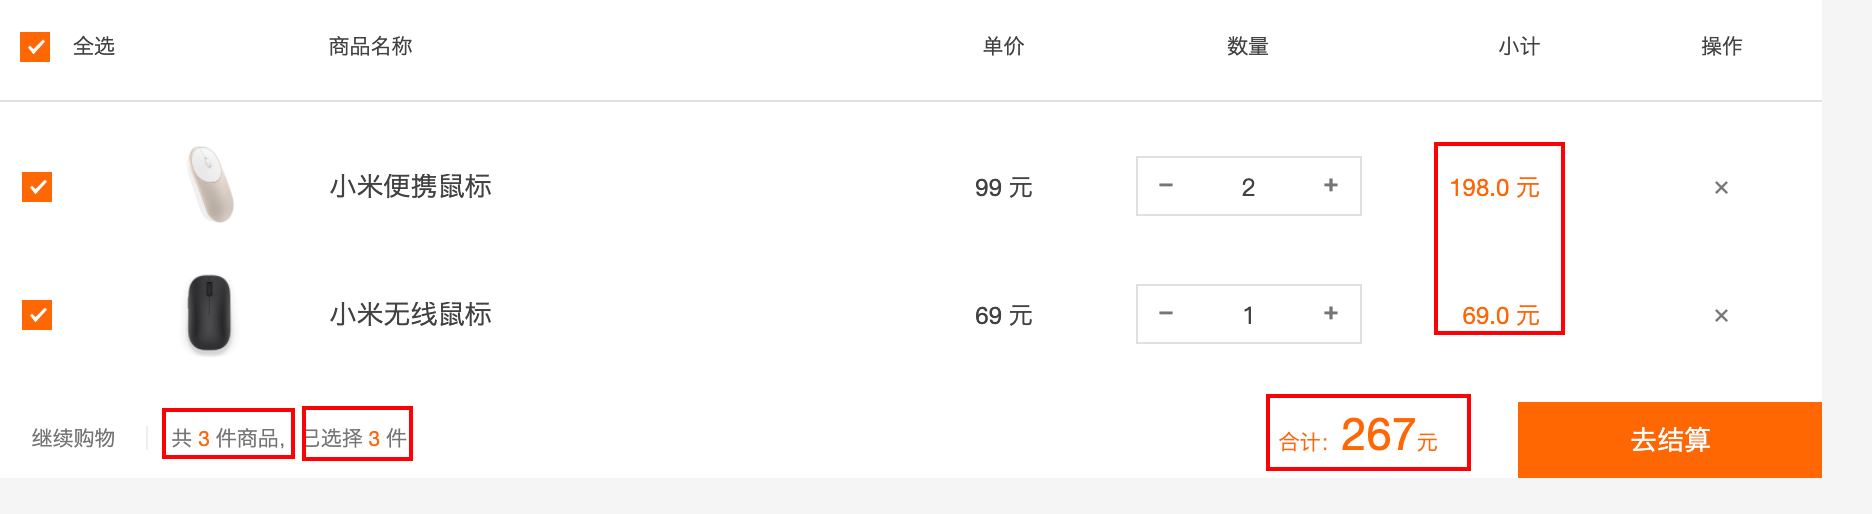 全选 商品名称 单价 数量 小计 操作
小米便携鼠标 99 元 − 2 + 198.0 元 ×
小米无线鼠标 69 元 − 1 + 69.0 元 ×
继续购物 共 3 件商品, 已选择 3 件 合计: 267元 去结算